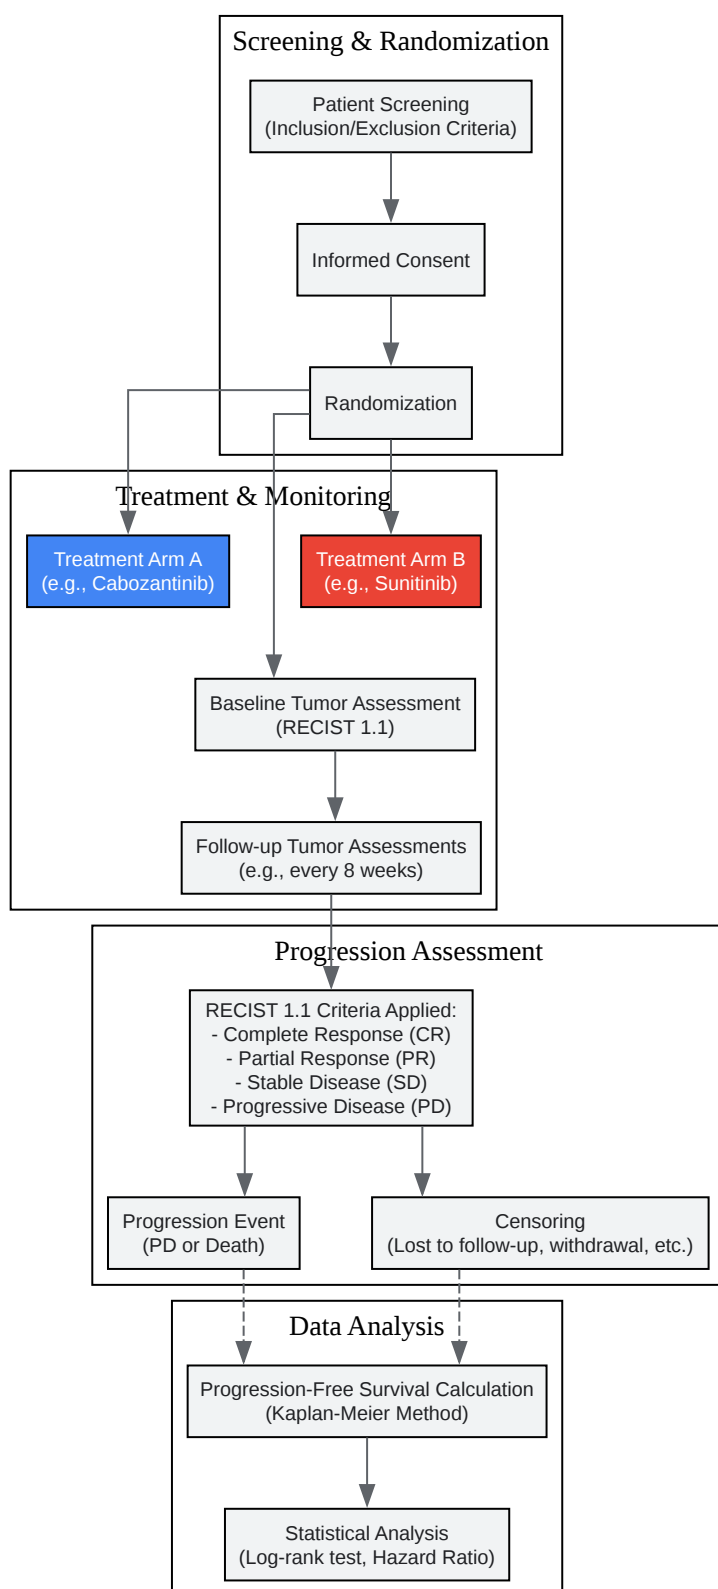 Screening & Randomization
Patient Screening
(Inclusion/Exclusion Criteria)
Informed Consent
Randomization
Treatment & Monitoring
Treatment Arm A
(e.g., Cabozantinib)
Treatment Arm B
(e.g., Sunitinib)
Baseline Tumor Assessment
(RECIST 1.1)
Follow-up Tumor Assessments
(e.g., every 8 weeks)
Progression Assessment
RECIST 1.1 Criteria Applied:
- Complete Response (CR)
- Partial Response (PR)
- Stable Disease (SD)
- Progressive Disease (PD)
Progression Event
(PD or Death)
Censoring
(Lost to follow-up, withdrawal, etc.)
Data Analysis
Progression-Free Survival Calculation
(Kaplan-Meier Method)
Statistical Analysis
(Log-rank test, Hazard Ratio)